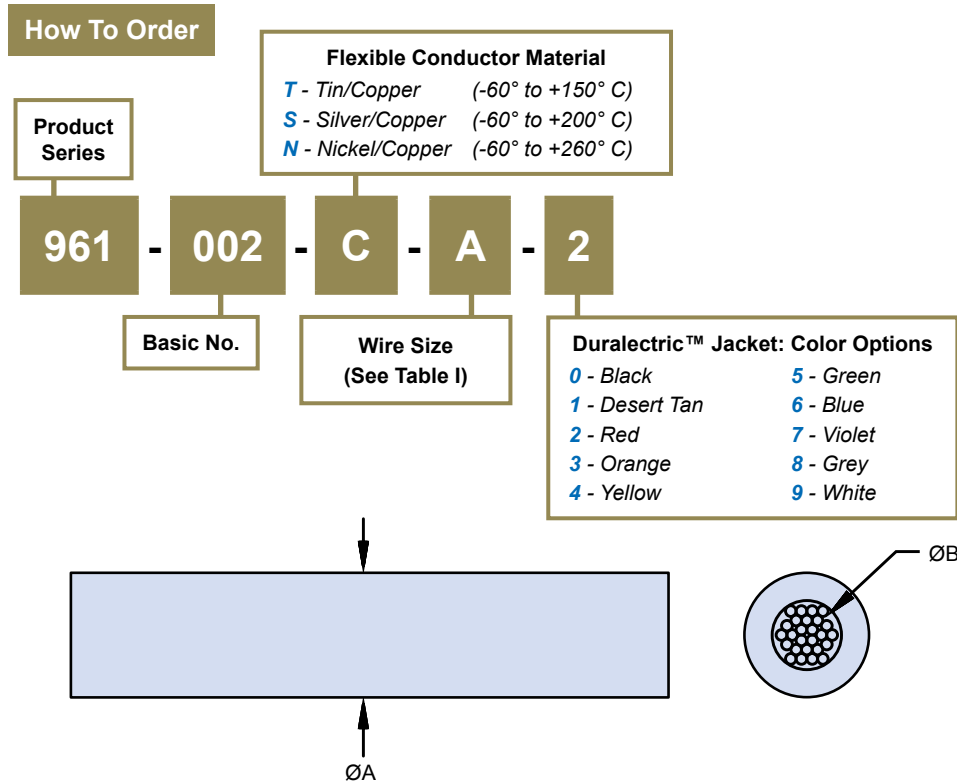 How To Order
Flexible Conductor Material
T - Tin/Copper (-60° to +150° C)
S - Silver/Copper (-60° to +200° C)
N - Nickel/Copper (-60° to +260° C)
Product
Series
961 - 002 - C - A - 2
Basic No.
Wire Size
(See Table I)
Duralectric™ Jacket: Color Options
0 - Black
1 - Desert Tan
2 - Red
3 - Orange
4 - Yellow
5 - Green
6 - Blue
7 - Violet
8 - Grey
9 - White
ØB
ØA